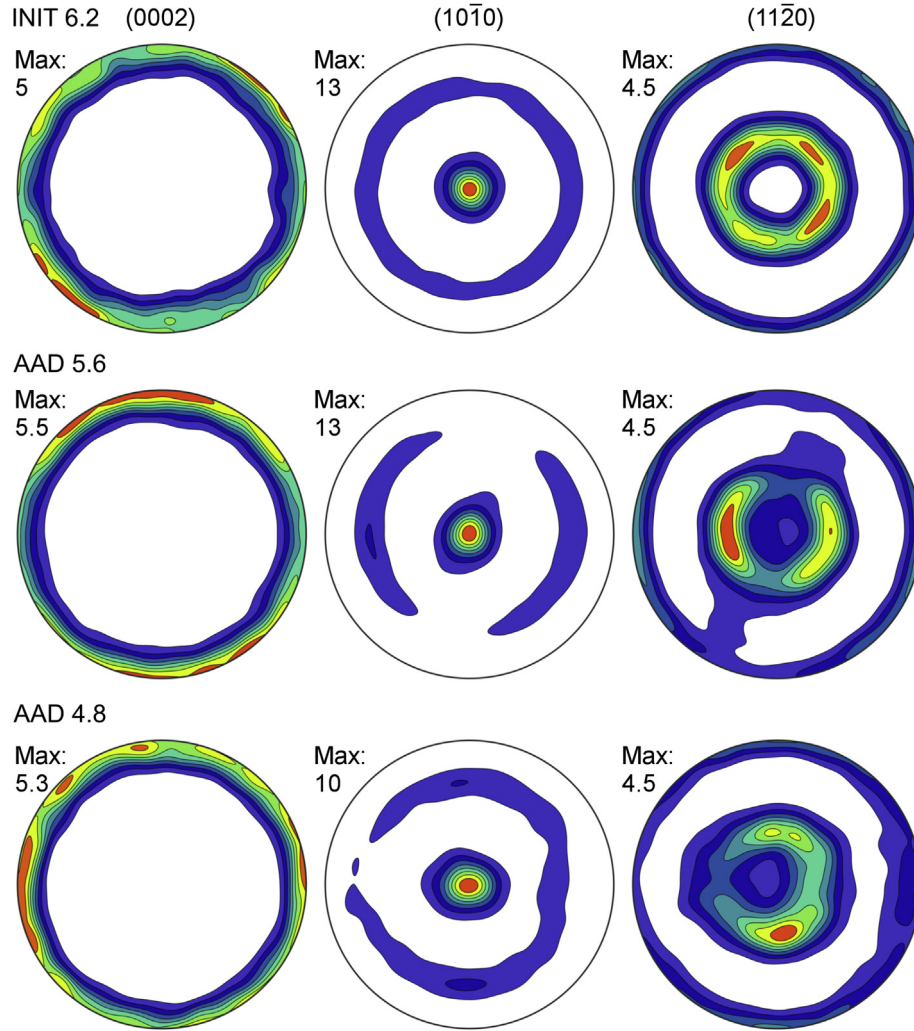 INIT 6.2 (0002) (101̅0) (112̅0)
Max: 5 Max: 13 Max: 4.5
AAD 5.6
Max: 5.5 Max: 13 Max: 4.5
AAD 4.8
Max: 5.3 Max: 10 Max: 4.5